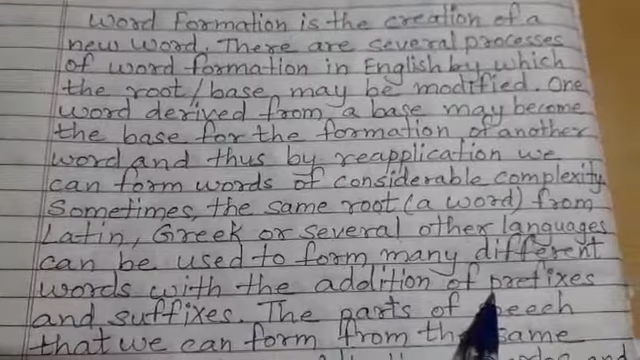 Word Formation is the creation of a
new word. There are several processes
of word formation in English by which
the root/base may be modified. One
word derived from a base may become
the base for the formation of another
word and thus by reapplication we
can form words of considerable complexity.
Sometimes, the same root (a word) from
Latin, Greek or several other languages
can be used to form many different
words with the addition of prefixes
and suffixes. The parts of peech
that we can form from th same